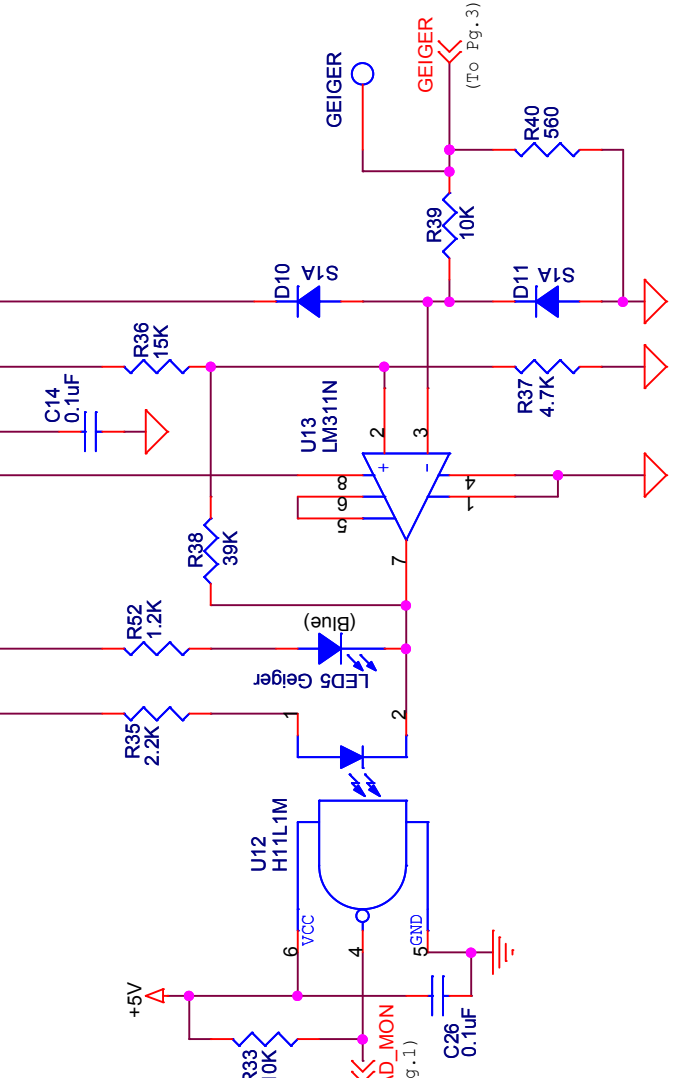 GEIGER
GEIGER
(To Pg.3)
R40
560
R39
10K
D10
S1A
D11
S1A
R36
15K
C14
0.1uF
U13
LM311N
R37
4.7K
2
3
+
-
8
6
5
4
1
7
R38
39K
R52
1.2K
(Blue)
LED5 Geiger
R35
2.2K
1
2
U12
H11L1M
VCC
GND
6
4
5
+5V
R33
C26
0.1uF